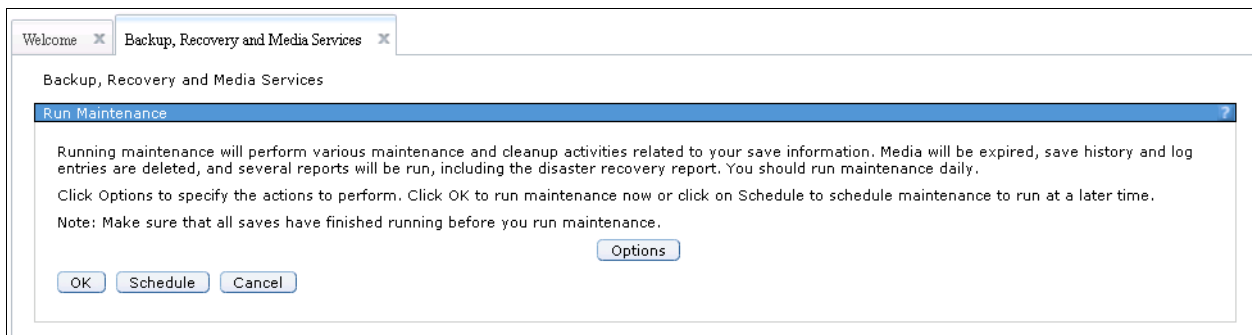 Welcome X Backup, Recovery and Media Services X
Backup, Recovery and Media Services
Run Maintenance ?
Running maintenance will perform various maintenance and cleanup activities related to your save information. Media will be expired, save history and log
entries are deleted, and several reports will be run, including the disaster recovery report. You should run maintenance daily.
Click Options to specify the actions to perform. Click OK to run maintenance now or click on Schedule to schedule maintenance to run at a later time.
Note: Make sure that all saves have finished running before you run maintenance.
Options
OK Schedule Cancel